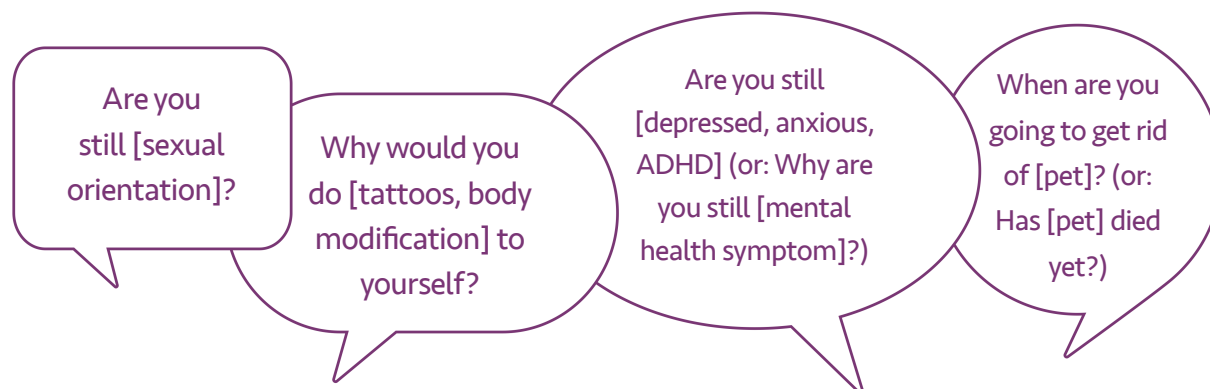 Are you
still [sexual
orientation]?
Why would you
do [tattoos, body
modification] to
yourself?
Are you still
[depressed, anxious,
ADHD] (or: Why are
you still [mental
health symptom]?)
When are you
going to get rid
of [pet]? (or:
Has [pet] died
yet?)